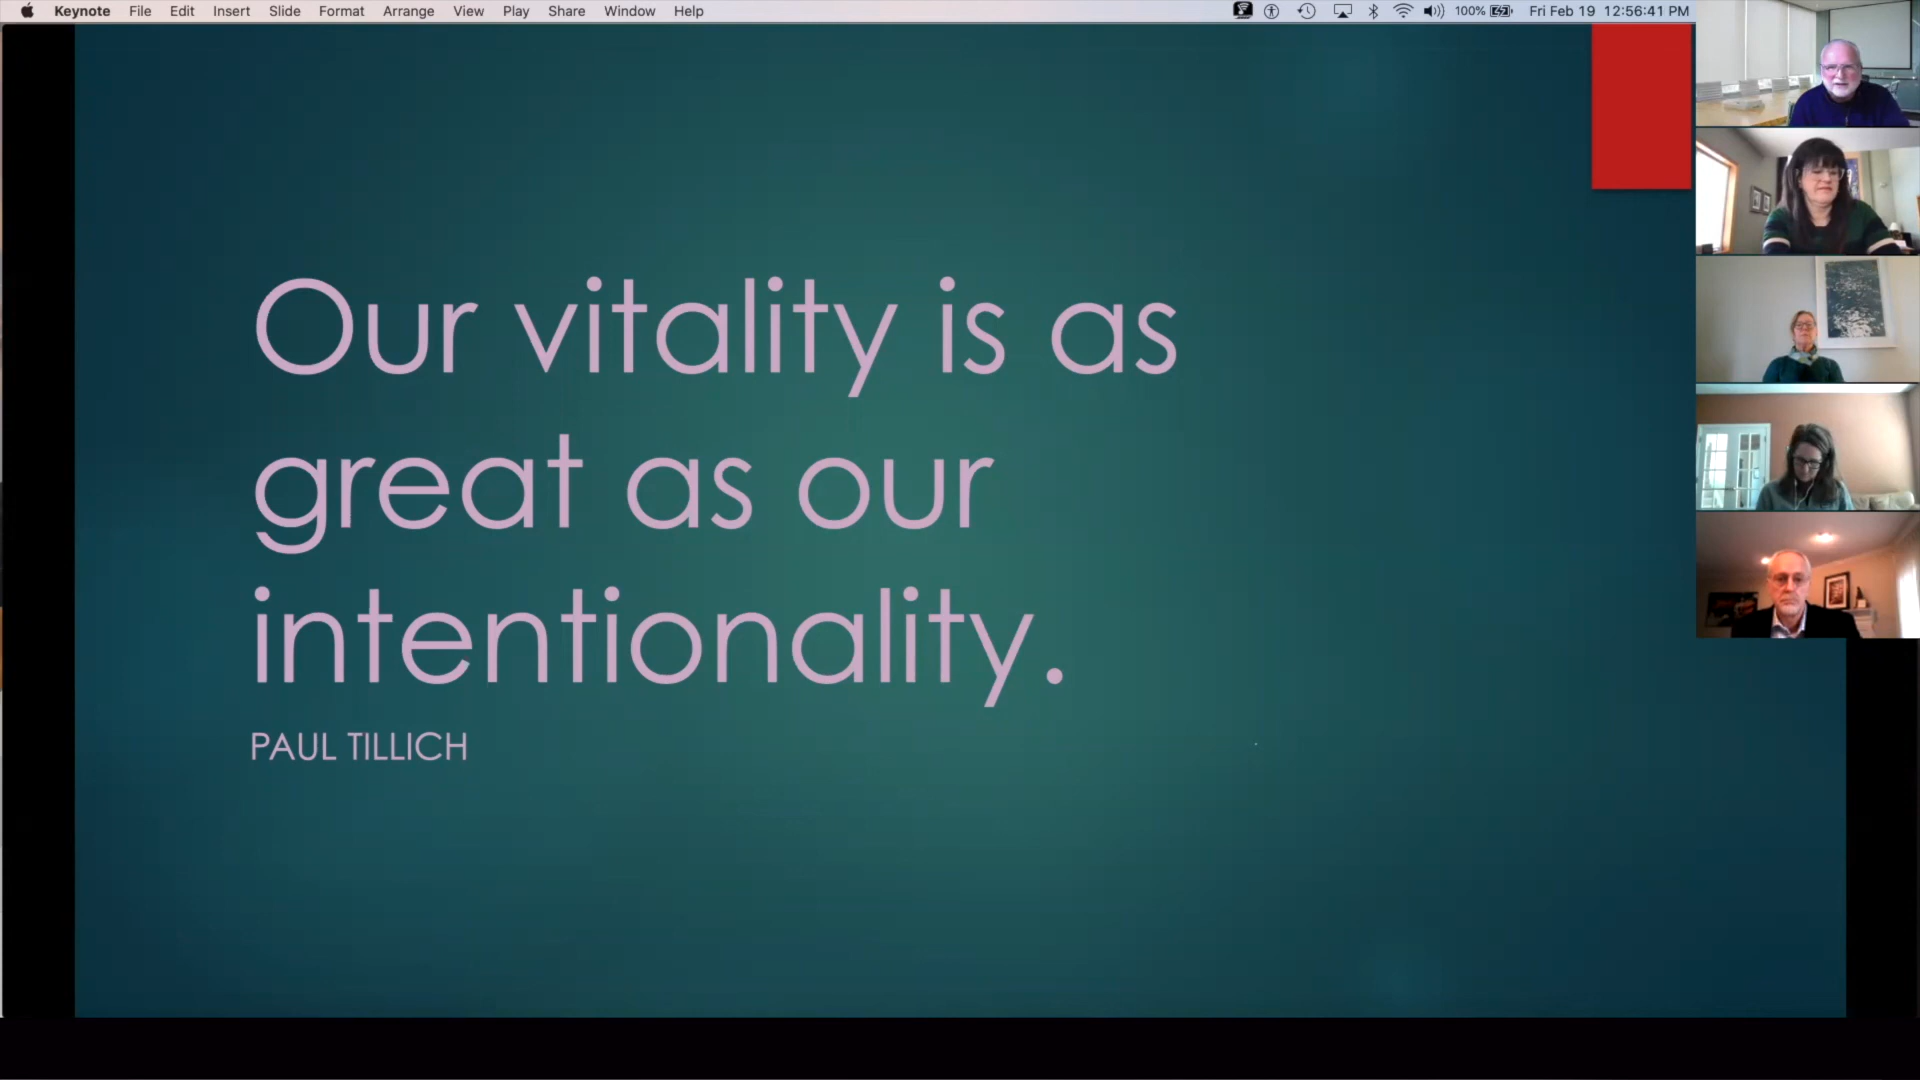 Keynote File Edit Insert Slide Format Arrange View Play Share Window Help 100% Fri Feb 19 12:56:41 PM
Our vitality is as
great as our
intentionality.
PAUL TILLICH